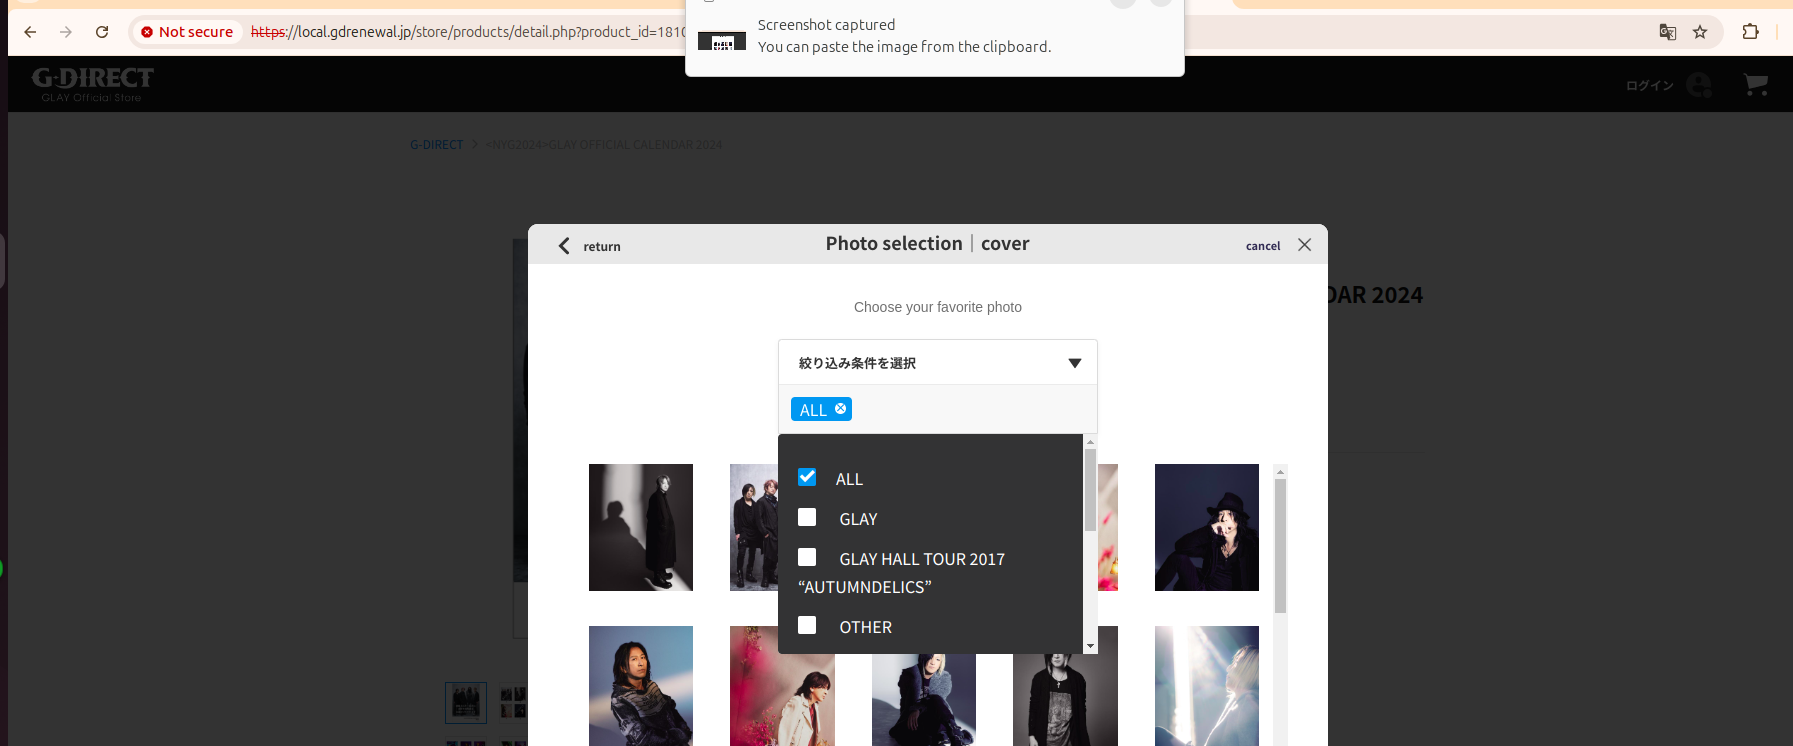 Screenshot captured
You can paste the image from the clipboard.
Not secure
https://local.gdrenewal.jp/store/products/detail.php?product_id=1810
G-DIRECT
GLAY Official Store
ログイン
G-DIRECT > <NYG2024>GLAY OFFICIAL CALENDAR 2024
return
Photo selection｜cover
cancel
DAR 2024
Choose your favorite photo
絞り込み条件を選択
ALL
ALL
GLAY
GLAY HALL TOUR 2017
“AUTUMNDELICS”
OTHER